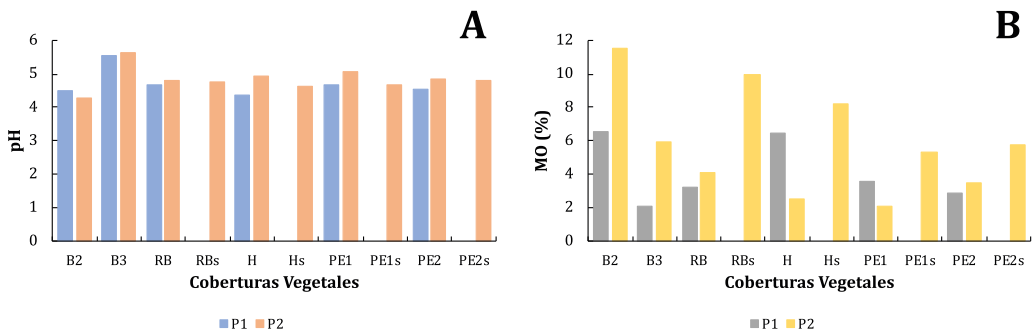 A
6
5
4
3
2
1
0
pH
B2 B3 RB RBs H Hs PE1 PE1s PE2 PE2s
Coberturas Vegetales
P1 P2
B
12
10
8
6
4
2
0
MO (%)
B2 B3 RB RBs H Hs PE1 PE1s PE2 PE2s
Coberturas Vegetales
P1 P2